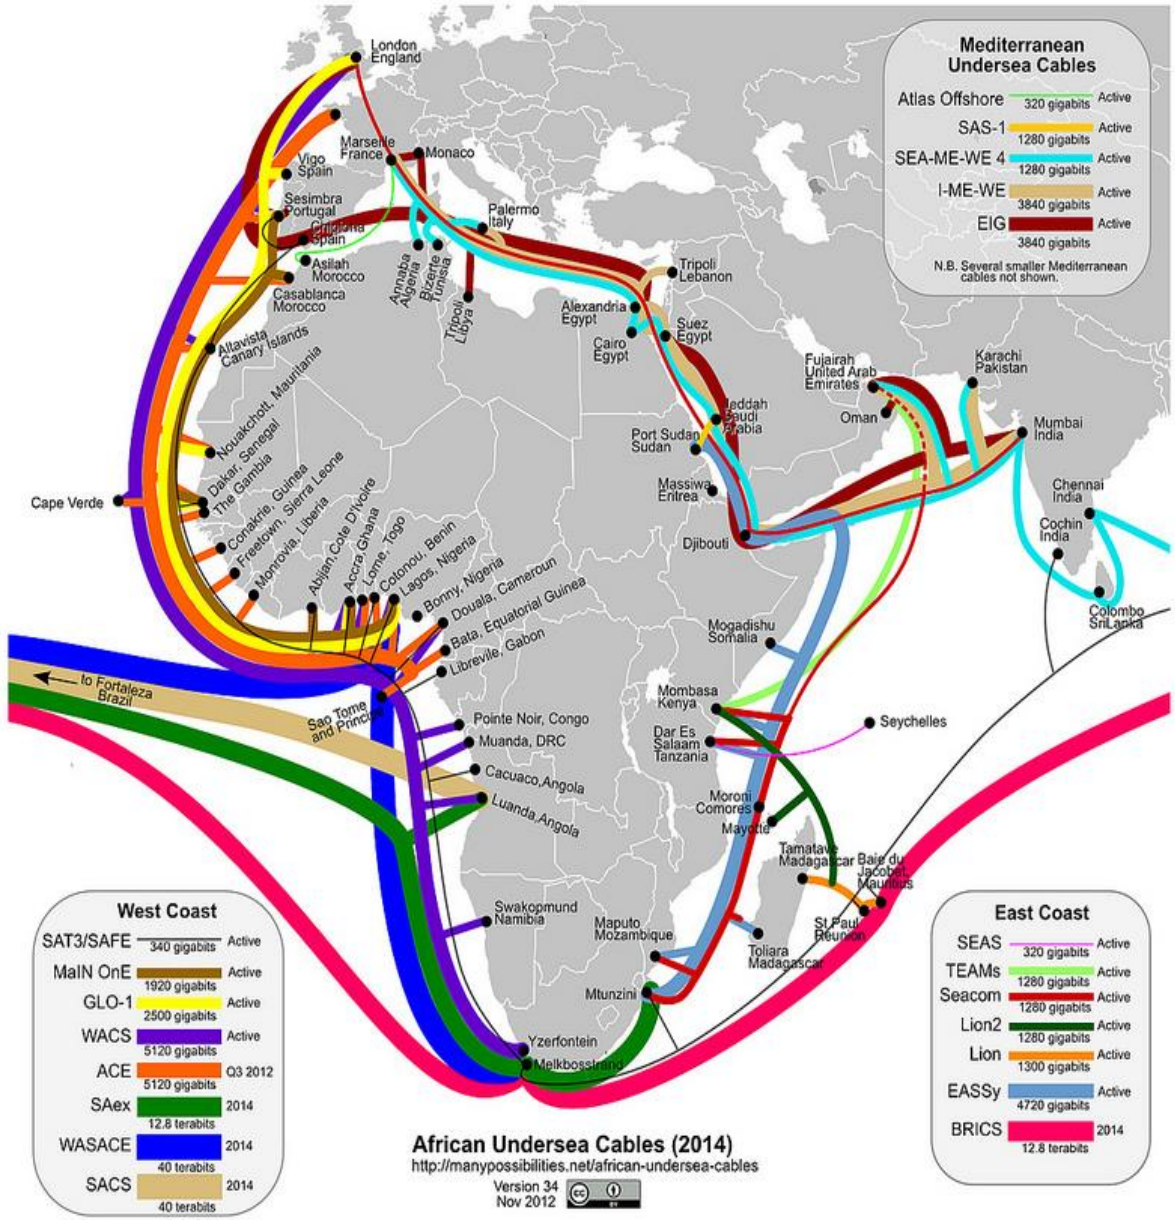 London
England
Marseille
France
Monaco
Vigo
Spain
Sesimbra
Portugal
Chipiona
Spain
Palermo
Italy
Asilah
Morocco
Casablanca
Morocco
Annaba
Algeria
Bizerte
Tunisia
Tripoli
Libya
Tripoli
Lebanon
Alexandria
Egypt
Cairo
Egypt
Suez
Egypt
Altavista
Canary Islands
Jeddah
Saudi
Arabia
Port Sudan
Sudan
Massiwa
Eritrea
Djibouti
Fujairah
United Arab
Emirates
Oman
Karachi
Pakistan
Mumbai
India
Chennai
India
Cochin
India
Colombo
SriLanka
Nouakchott, Mauritania
Dakar, Senegal
The Gambia
Cape Verde
Conakrie, Guinea
Freetown, Sierra Leone
Monrovia, Liberia
Abijan, Cote D'Ivoire
Accra, Ghana
Lome, Togo
Cotonou, Benin
Lagos, Nigeria
Bonny, Nigeria
Douala, Cameroun
Bata, Equatorial Guinea
Librevile, Gabon
to Fortaleza
Brazil
Sao Tome
and Principe
Pointe Noir, Congo
Muanda, DRC
Cacuaco,Angola
Luanda,Angola
Swakopmund
Namibia
Yzerfontein
Melkbosstrand
Mtunzini
Maputo
Mozambique
Toliara
Madagascar
Mogadishu
Somalia
Mombasa
Kenya
Dar Es
Salaam
Tanzania
Seychelles
Moroni
Comores
Mayotte
Tamatave
Madagascar
Baie du
Jacobet,
Mauritius
St Paul
Reunion
Mediterranean
Undersea Cables
Atlas Offshore Active
320 gigabits
SAS-1 Active
1280 gigabits
SEA-ME-WE 4 Active
1280 gigabits
I-ME-WE Active
3840 gigabits
EIG Active
3840 gigabits
N.B. Several smaller Mediterranean
cables not shown.
West Coast
SAT3/SAFE Active
340 gigabits
MaIN OnE Active
1920 gigabits
GLO-1 Active
2500 gigabits
WACS Active
5120 gigabits
ACE Q3 2012
5120 gigabits
SAex 2014
12.8 terabits
WASACE 2014
40 terabits
SACS 2014
40 terabits
East Coast
SEAS Active
320 gigabits
TEAMs Active
1280 gigabits
Seacom Active
1280 gigabits
Lion2 Active
1280 gigabits
Lion Active
1300 gigabits
EASSy Active
4720 gigabits
BRICS 2014
12.8 terabits
African Undersea Cables (2014)
http://manypossibilities.net/african-undersea-cables
Version 34
Nov 2012
cc
BY